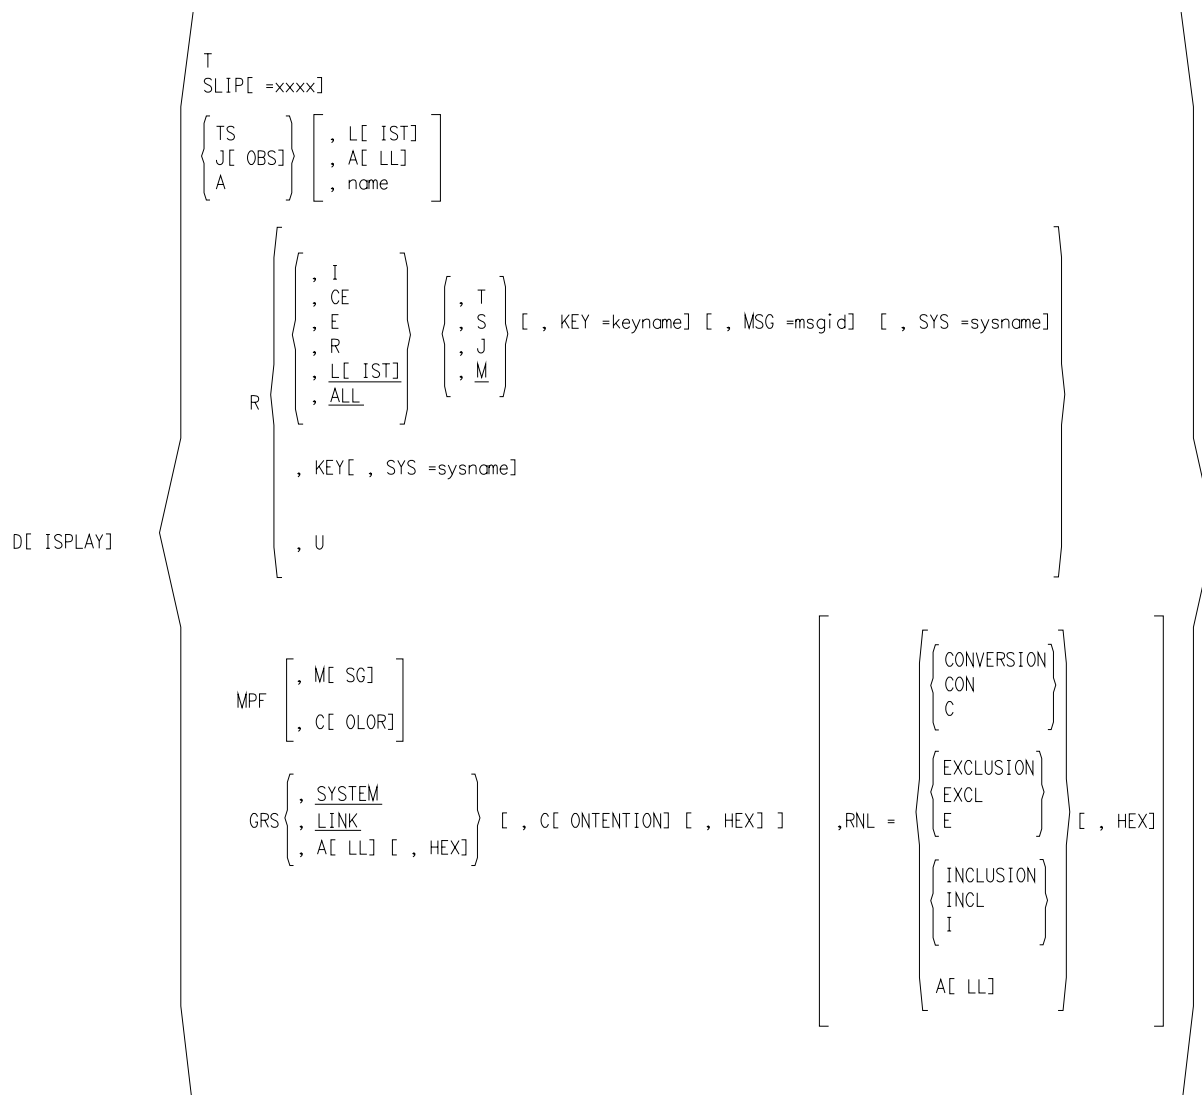 T
SLIP[ =xxxx]
TS
J[ OBS]
A
, L[ IST]
, A[ LL]
, name
R
, I
, CE
, E
, R
, L[ IST]
, ALL
, T
, S
, J
, M
[ , KEY =keyname] [ , MSG =msgid] [ , SYS =sysname]
, KEY[ , SYS =sysname]
, U
D[ ISPLAY]
MPF
, M[ SG]
, C[ OLOR]
GRS
, SYSTEM
, LINK
, A[ LL] [ , HEX]
[ , C[ ONTENTION] [ , HEX] ]
,RNL =
CONVERSION
CON
C
EXCLUSION
EXCL
E
INCLUSION
INCL
I
A[ LL]
[ , HEX]